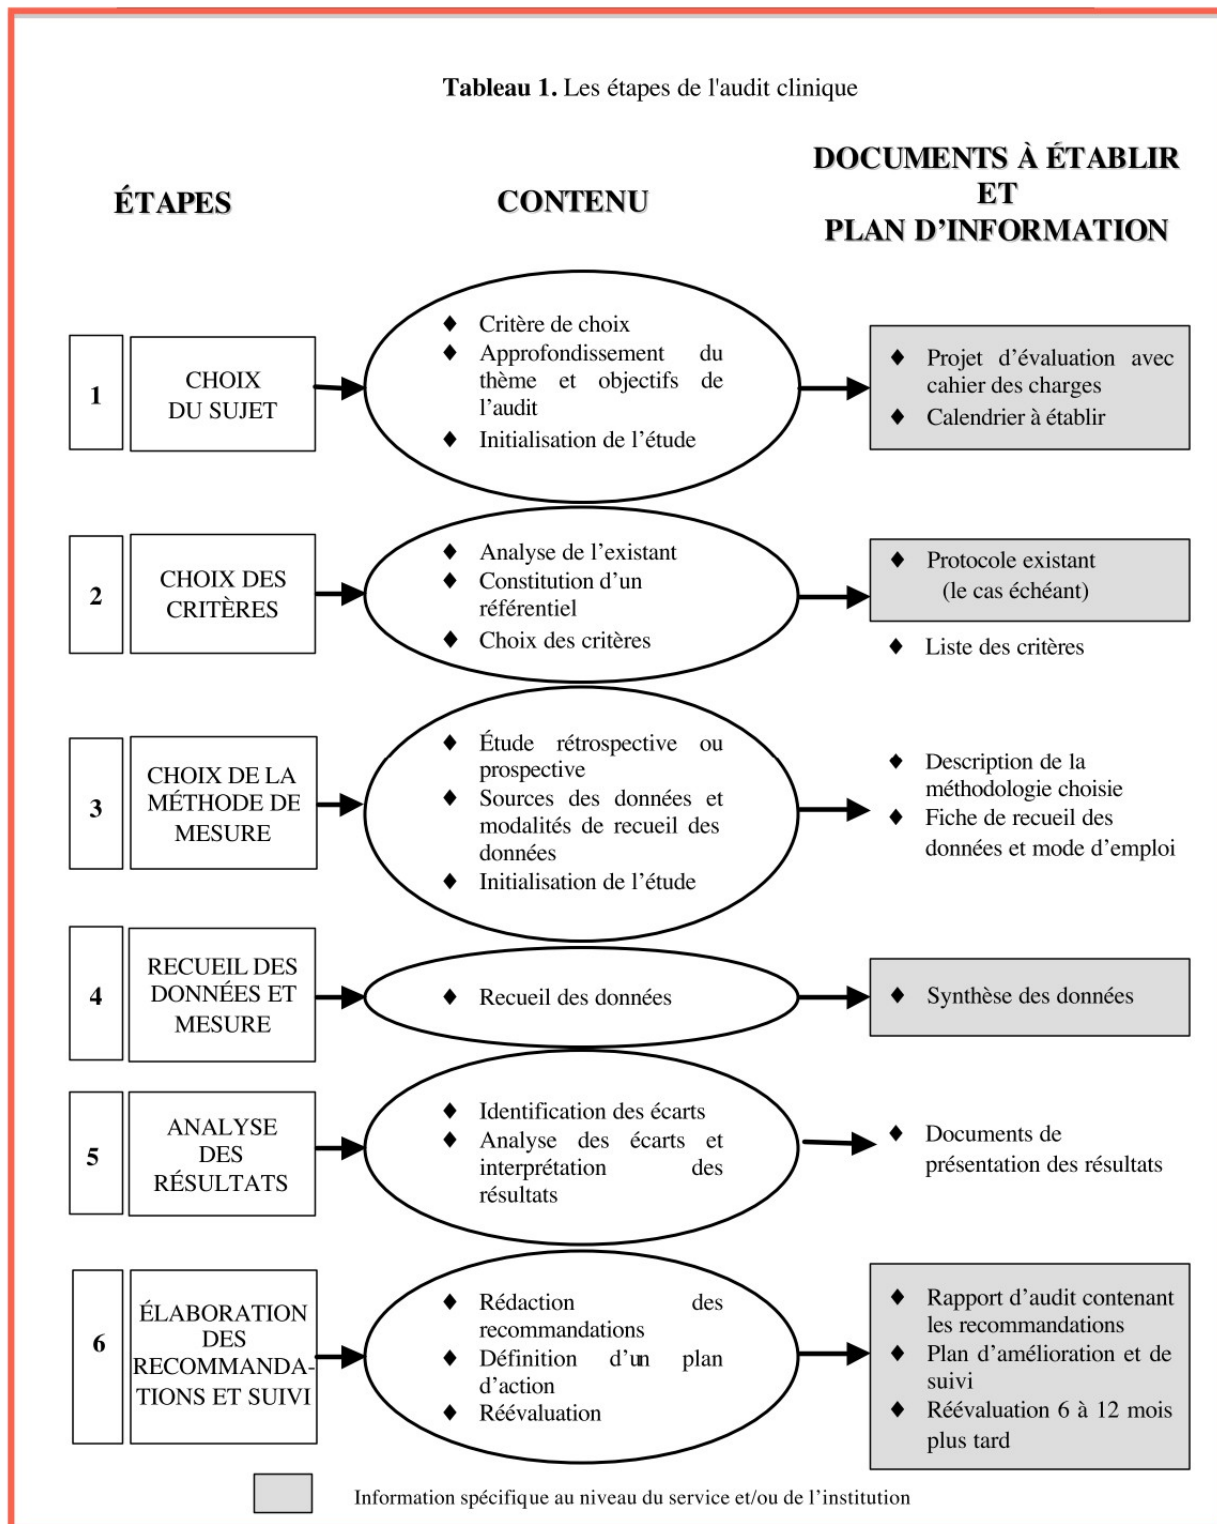 Tableau 1. Les étapes de l'audit clinique
ÉTAPES
CONTENU
DOCUMENTS À ÉTABLIR
ET
PLAN D’INFORMATION
1
CHOIX
DU SUJET
♦ Critère de choix
♦ Approfondissement du
thème et objectifs de
l’audit
♦ Initialisation de l’étude
♦ Projet d’évaluation avec
cahier des charges
♦ Calendrier à établir
2
CHOIX DES
CRITÈRES
♦ Analyse de l’existant
♦ Constitution d’un
référentiel
♦ Choix des critères
♦ Protocole existant
(le cas échéant)
♦ Liste des critères
3
CHOIX DE LA
MÉTHODE DE
MESURE
♦ Étude rétrospective ou
prospective
♦ Sources des données et
modalités de recueil des
données
♦ Initialisation de l’étude
♦ Description de la
méthodologie choisie
♦ Fiche de recueil des
données et mode d’emploi
4
RECUEIL DES
DONNÉES ET
MESURE
♦ Recueil des données
♦ Synthèse des données
5
ANALYSE
DES
RÉSULTATS
♦ Identification des écarts
♦ Analyse des écarts et
interprétation des
résultats
♦ Documents de
présentation des résultats
6
ÉLABORATION
DES
RECOMMANDA-
TIONS ET SUIVI
♦ Rédaction des
recommandations
♦ Définition d’un plan
d’action
♦ Réévaluation
♦ Rapport d’audit contenant
les recommandations
♦ Plan d’amélioration et de
suivi
♦ Réévaluation 6 à 12 mois
plus tard
Information spécifique au niveau du service et/ou de l’institution